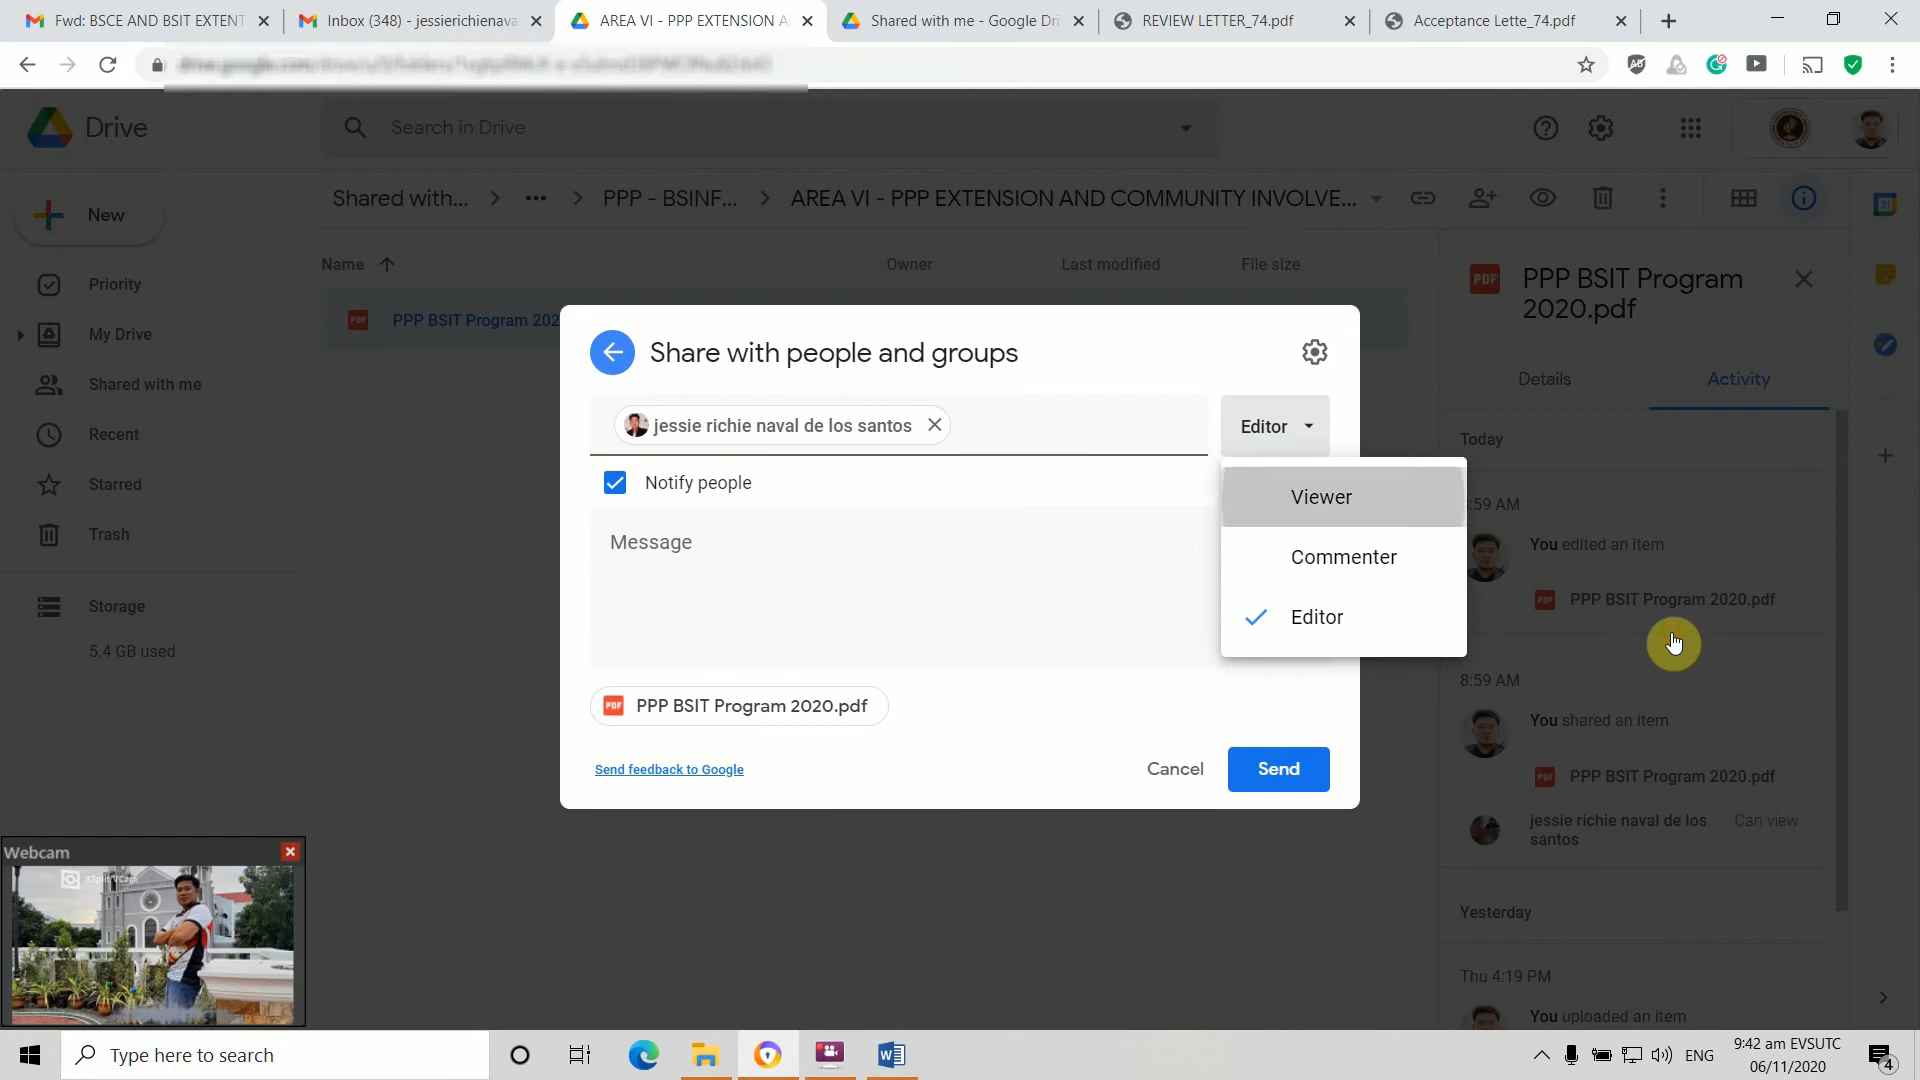 Fwd: BSCE AND BSIT EXTENT
Inbox (348) - jessierichienava
AREA VI - PPP EXTENSION A
Shared with me - Google Dri
REVIEW LETTER_74.pdf
Acceptance Lette_74.pdf
Drive
Search in Drive
New
Shared with... > ... > PPP - BSINF... > AREA VI - PPP EXTENSION AND COMMUNITY INVOLVE...
Priority
My Drive
Shared with me
Recent
Starred
Trash
Storage
5.4 GB used
Name
Owner
Last modified
File size
PDF PPP BSIT Program 202
Share with people and groups
jessie richie naval de los santos
Editor
Notify people
Message
Viewer
Commenter
Editor
PDF PPP BSIT Program 2020.pdf
Send feedback to Google
Cancel
Send
PDF PPP BSIT Program
2020.pdf
Details
Activity
Today
:59 AM
You edited an item
PDF PPP BSIT Program 2020.pdf
8:59 AM
You shared an item
PDF PPP BSIT Program 2020.pdf
jessie richie naval de los
santos
Can view
Yesterday
Thu 4:19 PM
You uploaded an item
Webcam
XSplit VCam
Type here to search
ENG
9:42 am EVSUTC
06/11/2020
4